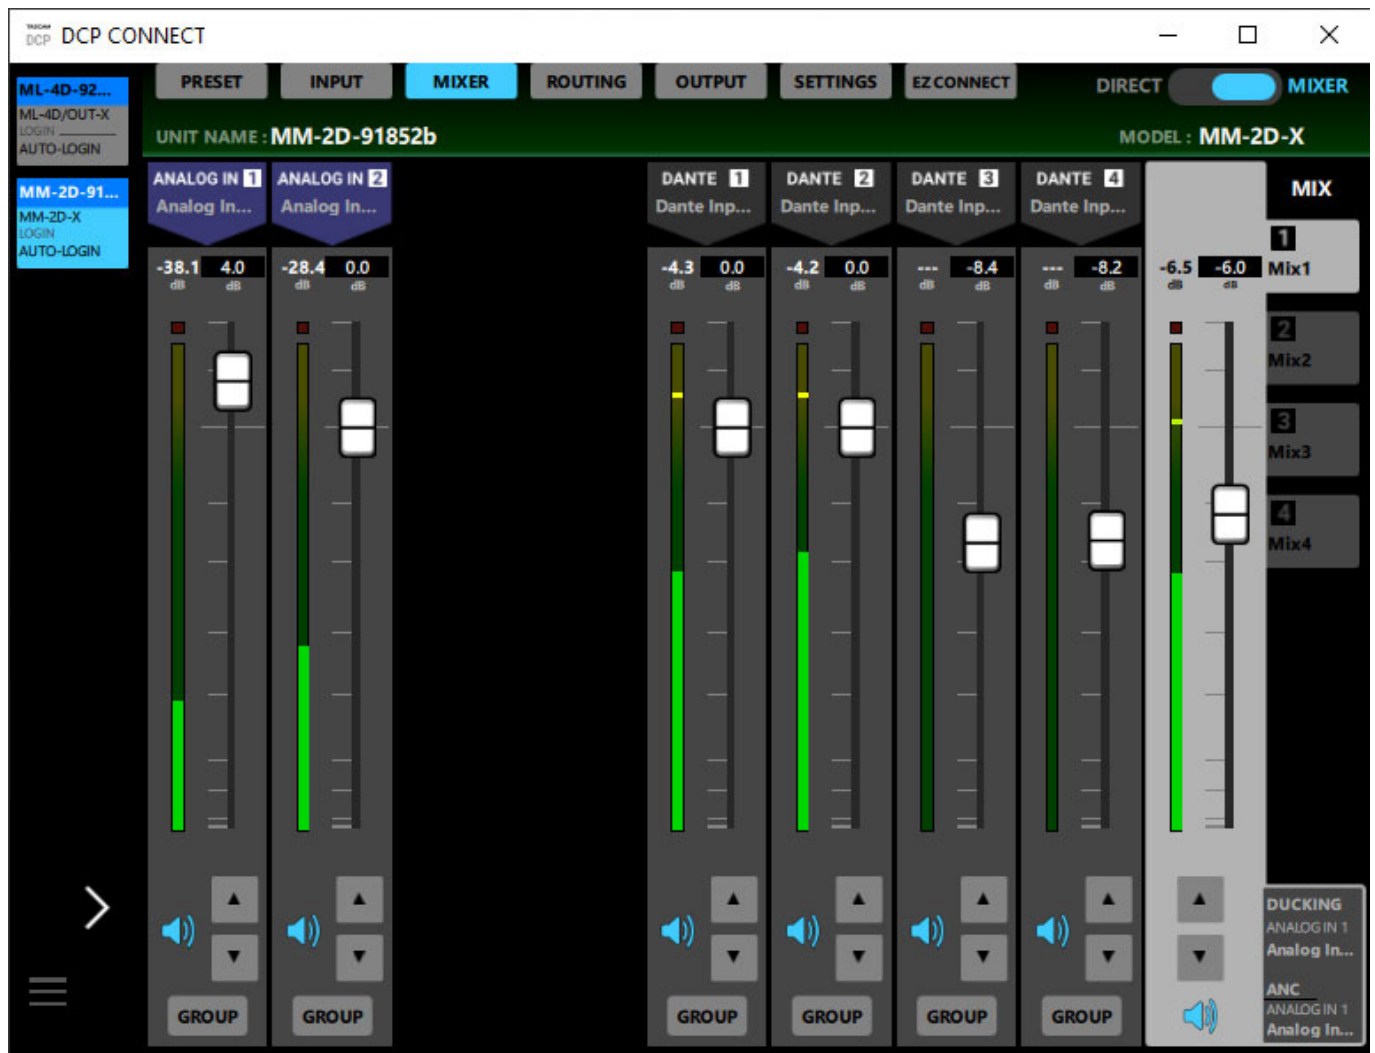 TASCAM
DCP DCP CONNECT
ML-4D-92...
ML-4D/OUT-X
LOGIN
AUTO-LOGIN
MM-2D-91...
MM-2D-X
LOGIN
AUTO-LOGIN
PRESET INPUT MIXER ROUTING OUTPUT SETTINGS EZ CONNECT DIRECT MIXER
UNIT NAME : MM-2D-91852b MODEL : MM-2D-X
ANALOG IN 1 ANALOG IN 2 DANTE 1 DANTE 2 DANTE 3 DANTE 4 MIX
Analog In... Analog In... Dante Inp... Dante Inp... Dante Inp... Dante Inp...
1
-38.1 4.0 -28.4 0.0 -4.3 0.0 -4.2 0.0 --- -8.4 --- -8.2 -6.5 -6.0 Mix1
dB dB dB dB dB dB dB dB dB dB dB dB dB dB
2
Mix2
3
Mix3
4
Mix4
DUCKING
ANALOG IN 1
Analog In...
ANC
ANALOG IN 1
Analog In...
GROUP GROUP GROUP GROUP GROUP GROUP